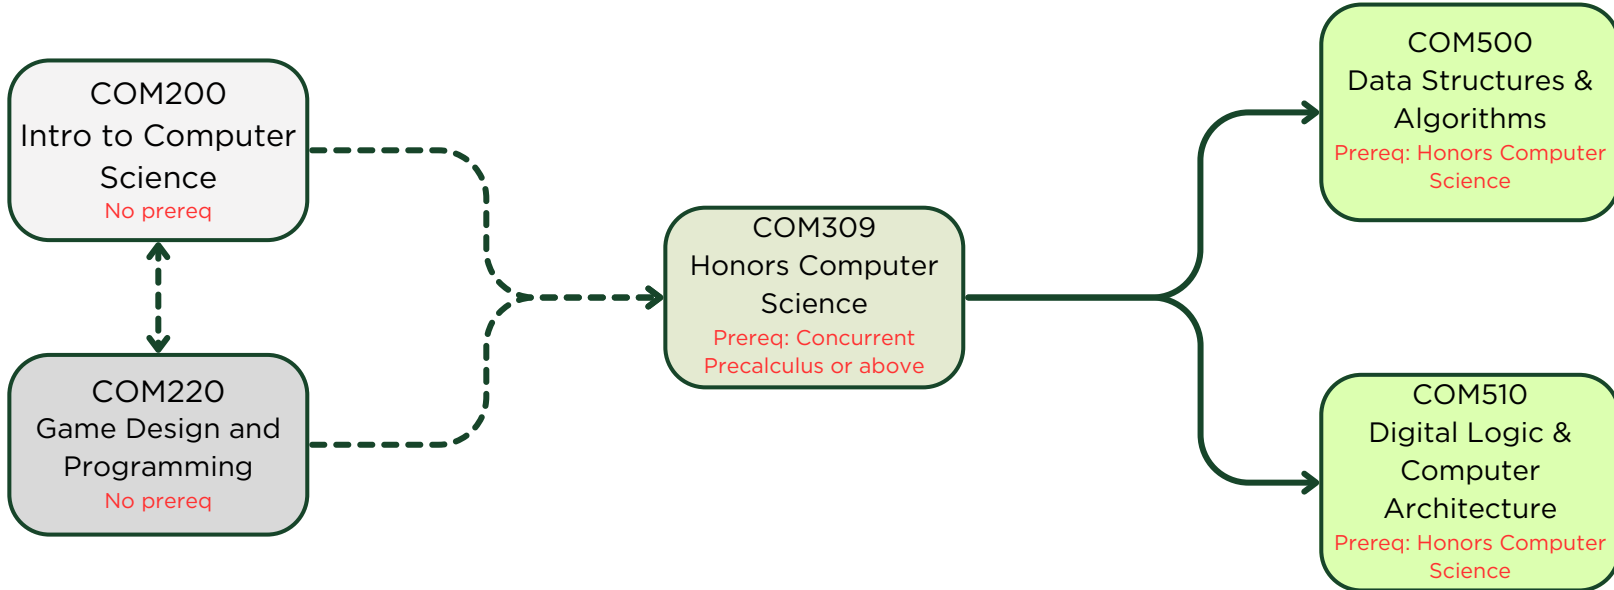 COM200
Intro to Computer
Science
No prereq
COM220
Game Design and
Programming
No prereq
COM309
Honors Computer
Science
Prereq: Concurrent
Precalculus or above
COM500
Data Structures &
Algorithms
Prereq: Honors Computer
Science
COM510
Digital Logic &
Computer
Architecture
Prereq: Honors Computer
Science